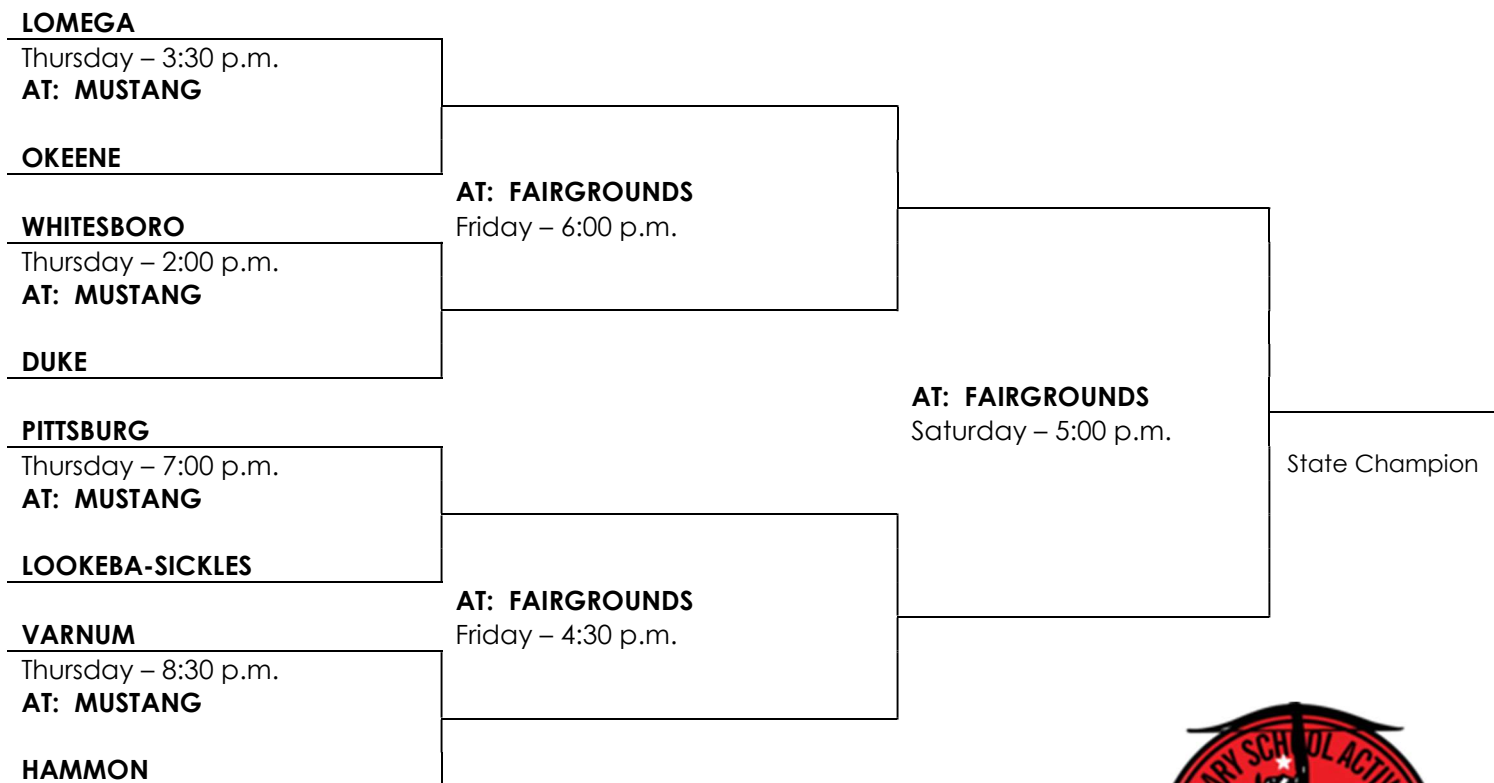 LOMEGA
Thursday – 3:30 p.m.
AT: MUSTANG
OKEENE
AT: FAIRGROUNDS
Friday – 6:00 p.m.
WHITESBORO
Thursday – 2:00 p.m.
AT: MUSTANG
DUKE
AT: FAIRGROUNDS
Saturday – 5:00 p.m.
State Champion
PITTSBURG
Thursday – 7:00 p.m.
AT: MUSTANG
LOOKEBA-SICKLES
AT: FAIRGROUNDS
Friday – 4:30 p.m.
VARNUM
Thursday – 8:30 p.m.
AT: MUSTANG
HAMMON
SCHOOL